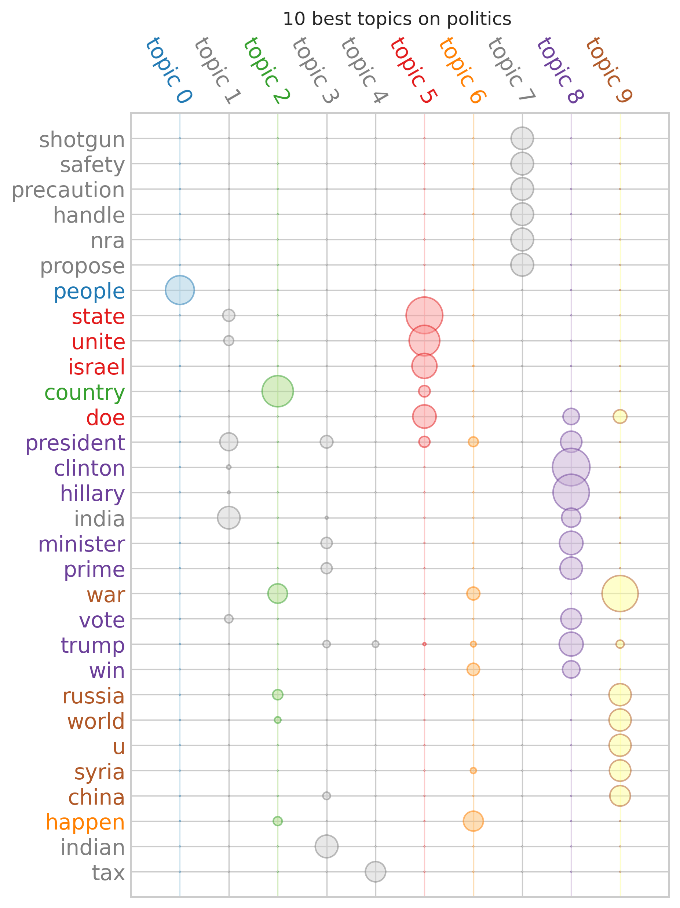 10 best topics on politics
topic 0 topic 1 topic 2 topic 3 topic 4 topic 5 topic 6 topic 7 topic 8 topic 9
shotgun
safety
precaution
handle
nra
propose
people
state
unite
israel
country
doe
president
clinton
hillary
india
minister
prime
war
vote
trump
win
russia
world
u
syria
china
happen
indian
tax